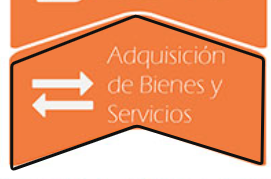 Adquisición
de Bienes y
Servicios